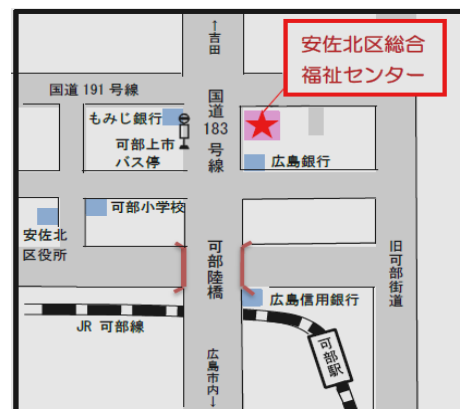 ↑吉田
安佐北区総合
福祉センター
国道 191 号線
国道183号線
もみじ銀行
可部上市
バス停
広島銀行
可部小学校
安佐北
区役所
可部陸橋
旧可部街道
広島信用銀行
JR 可部線
可部駅
広島市内↓